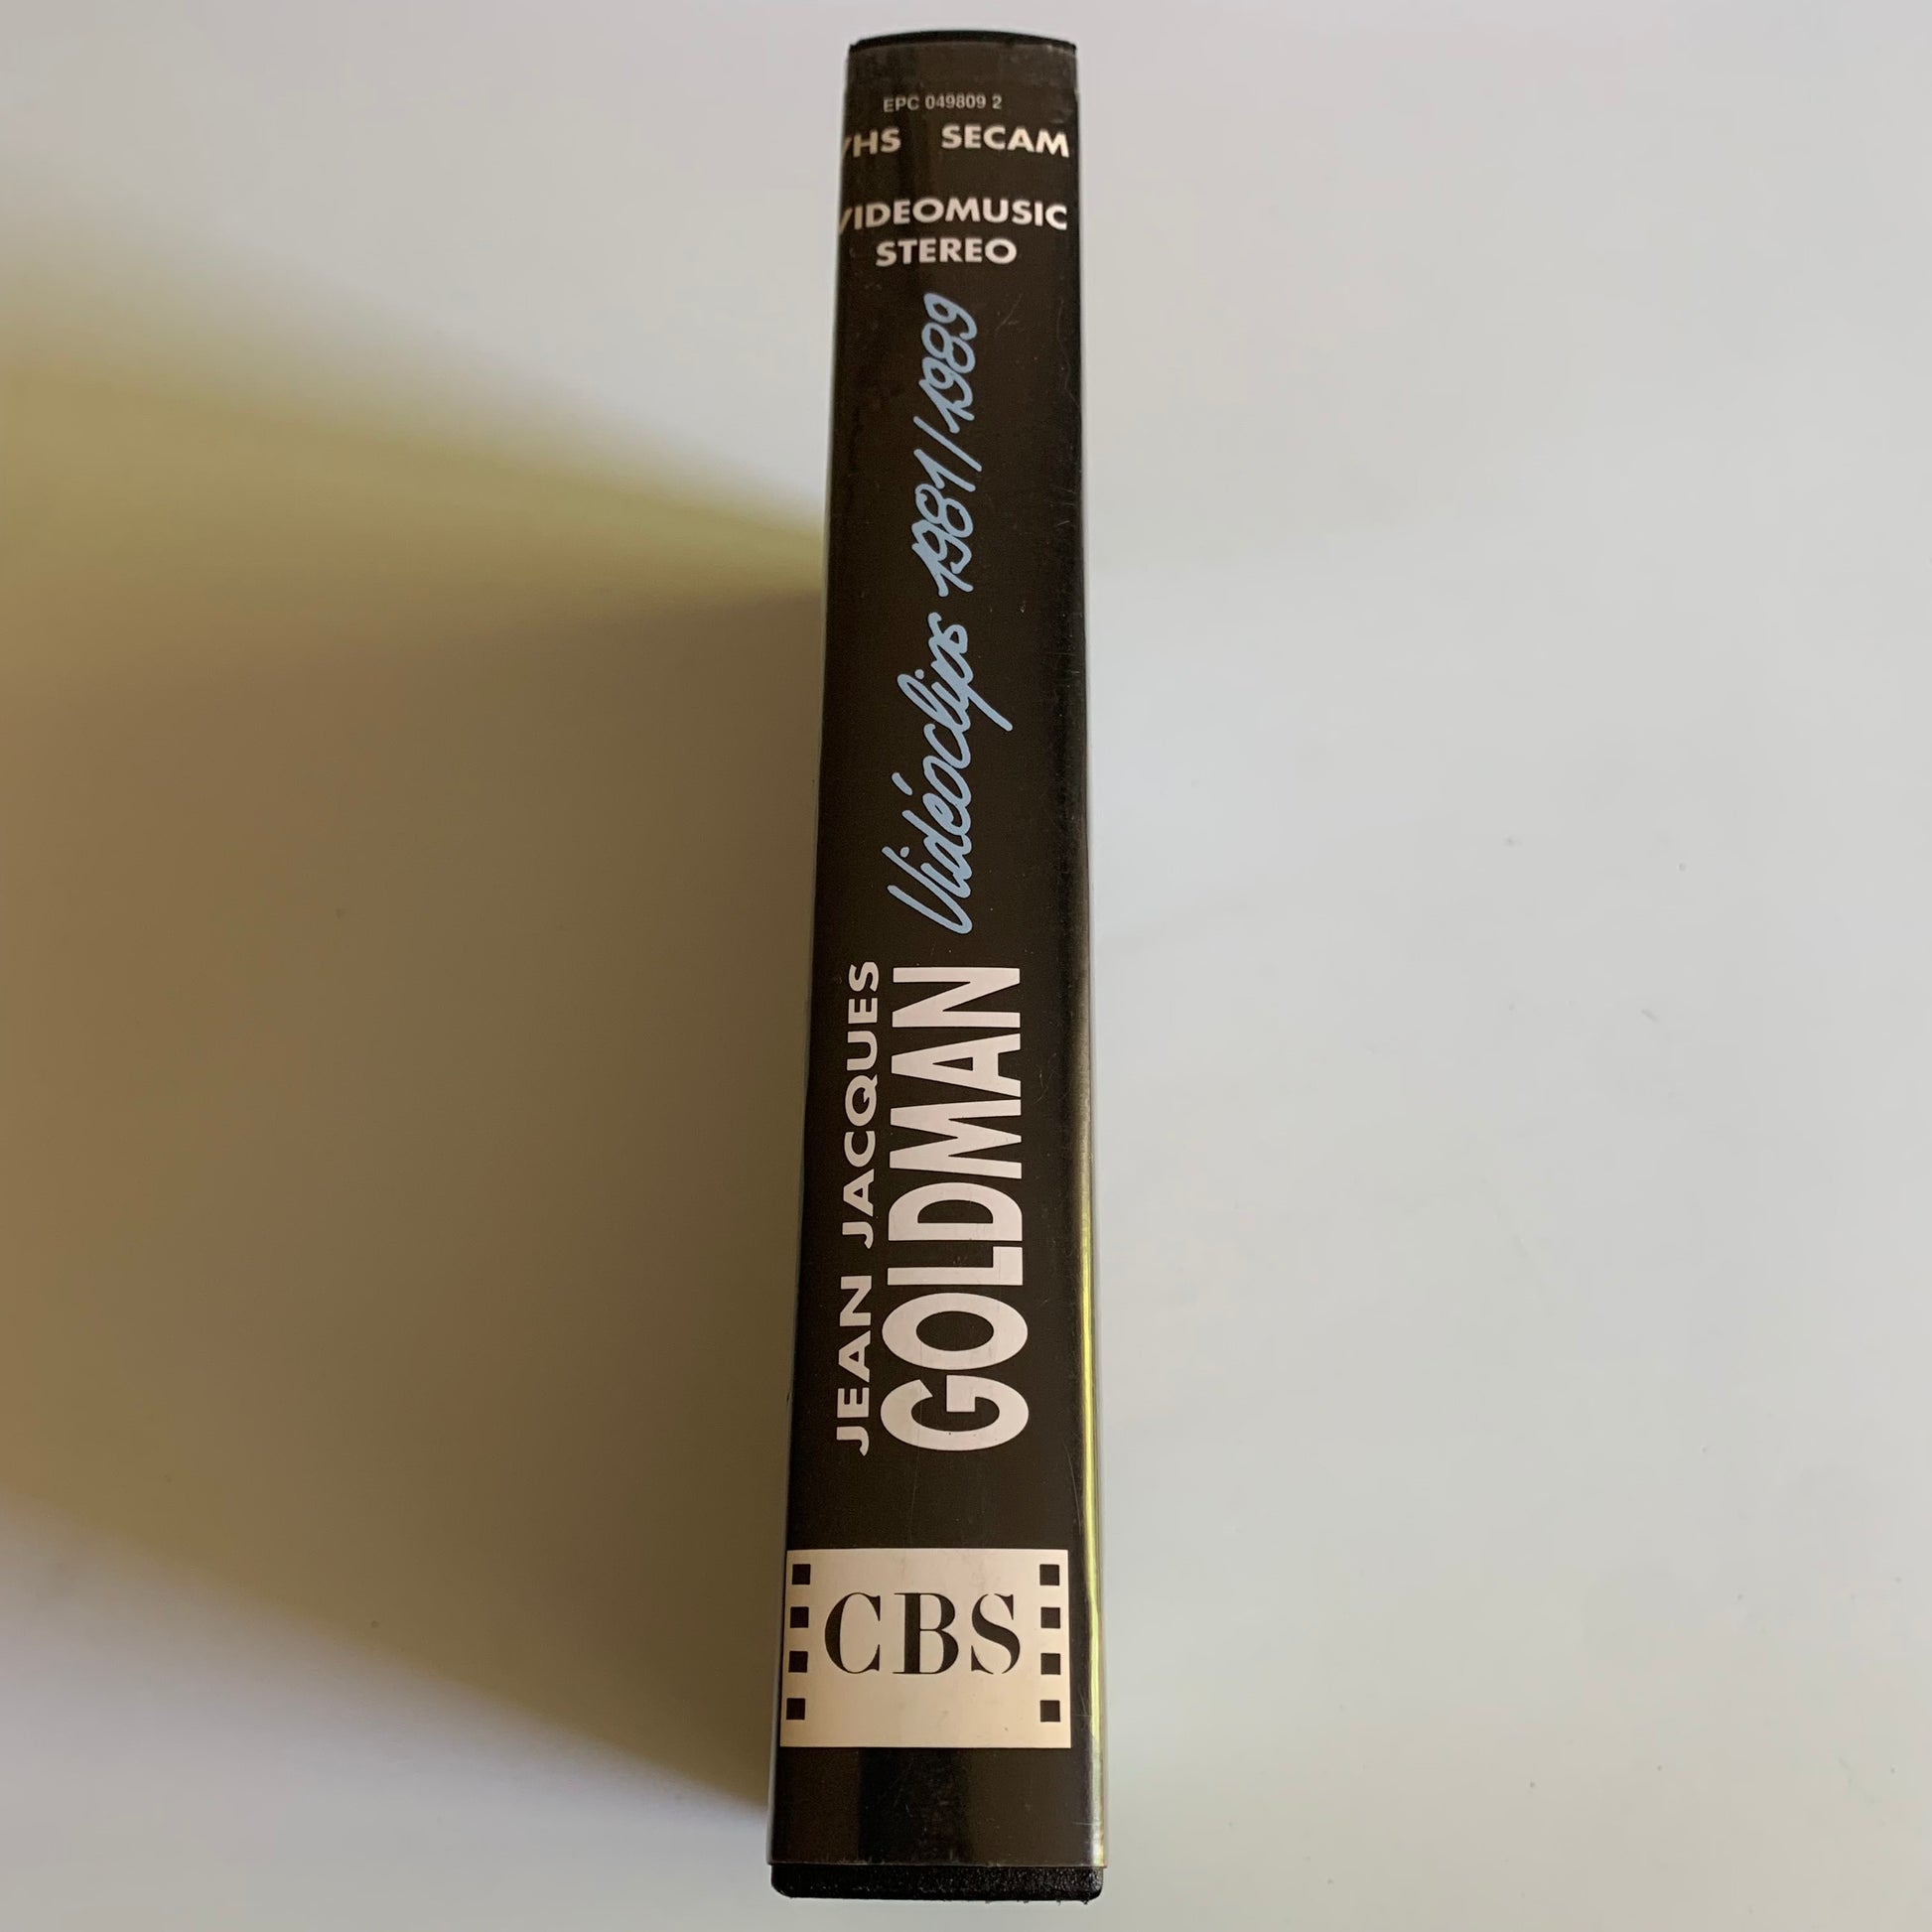 EPC 049809 2
VHS SECAM
VIDEOMUSIC
STEREO
JEAN JACQUES
GOLDMAN
Vidéoclips 1981/1989
CBS